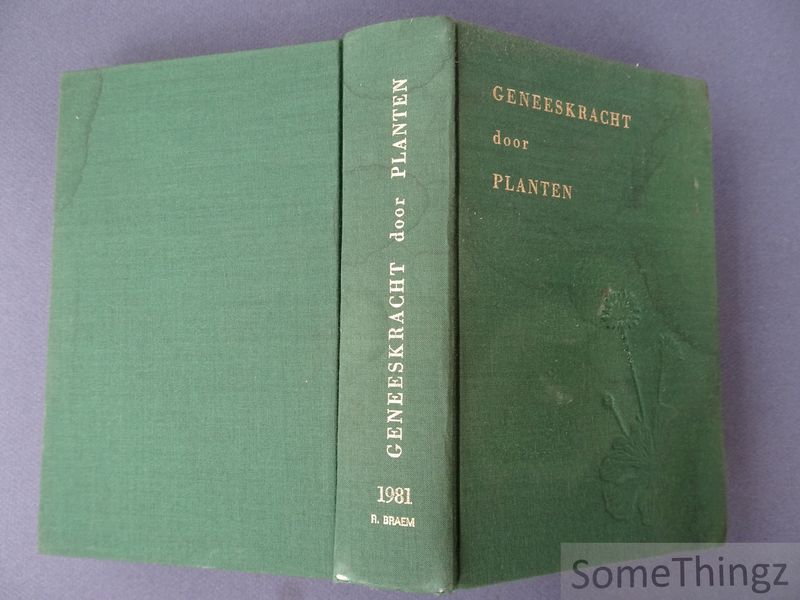 GENEESKRACHT door PLANTEN
1981
R. BRAEM
GENEESKRACHT
door
PLANTEN
SomeThingz